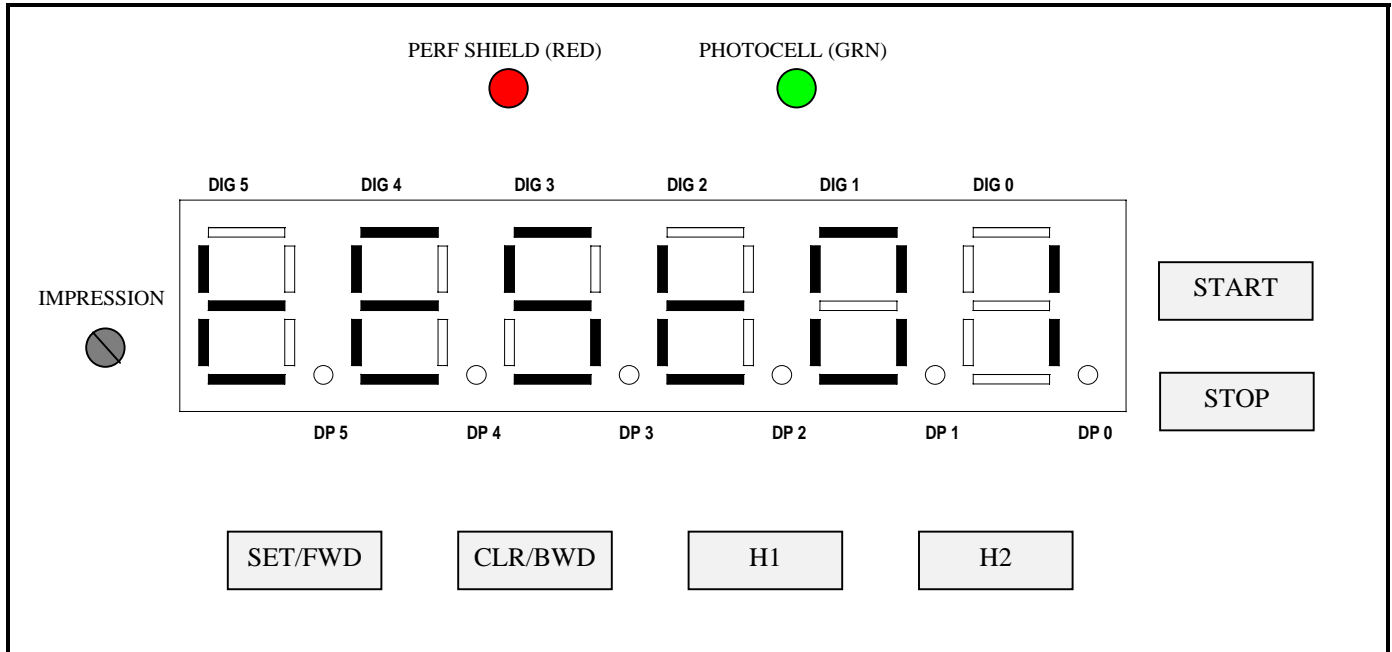 PERF SHIELD (RED) PHOTOCELL (GRN)
DIG 5 DIG 4 DIG 3 DIG 2 DIG 1 DIG 0
tESt01
IMPRESSION
START
STOP
DP 5 DP 4 DP 3 DP 2 DP 1 DP 0
SET/FWD CLR/BWD H1 H2